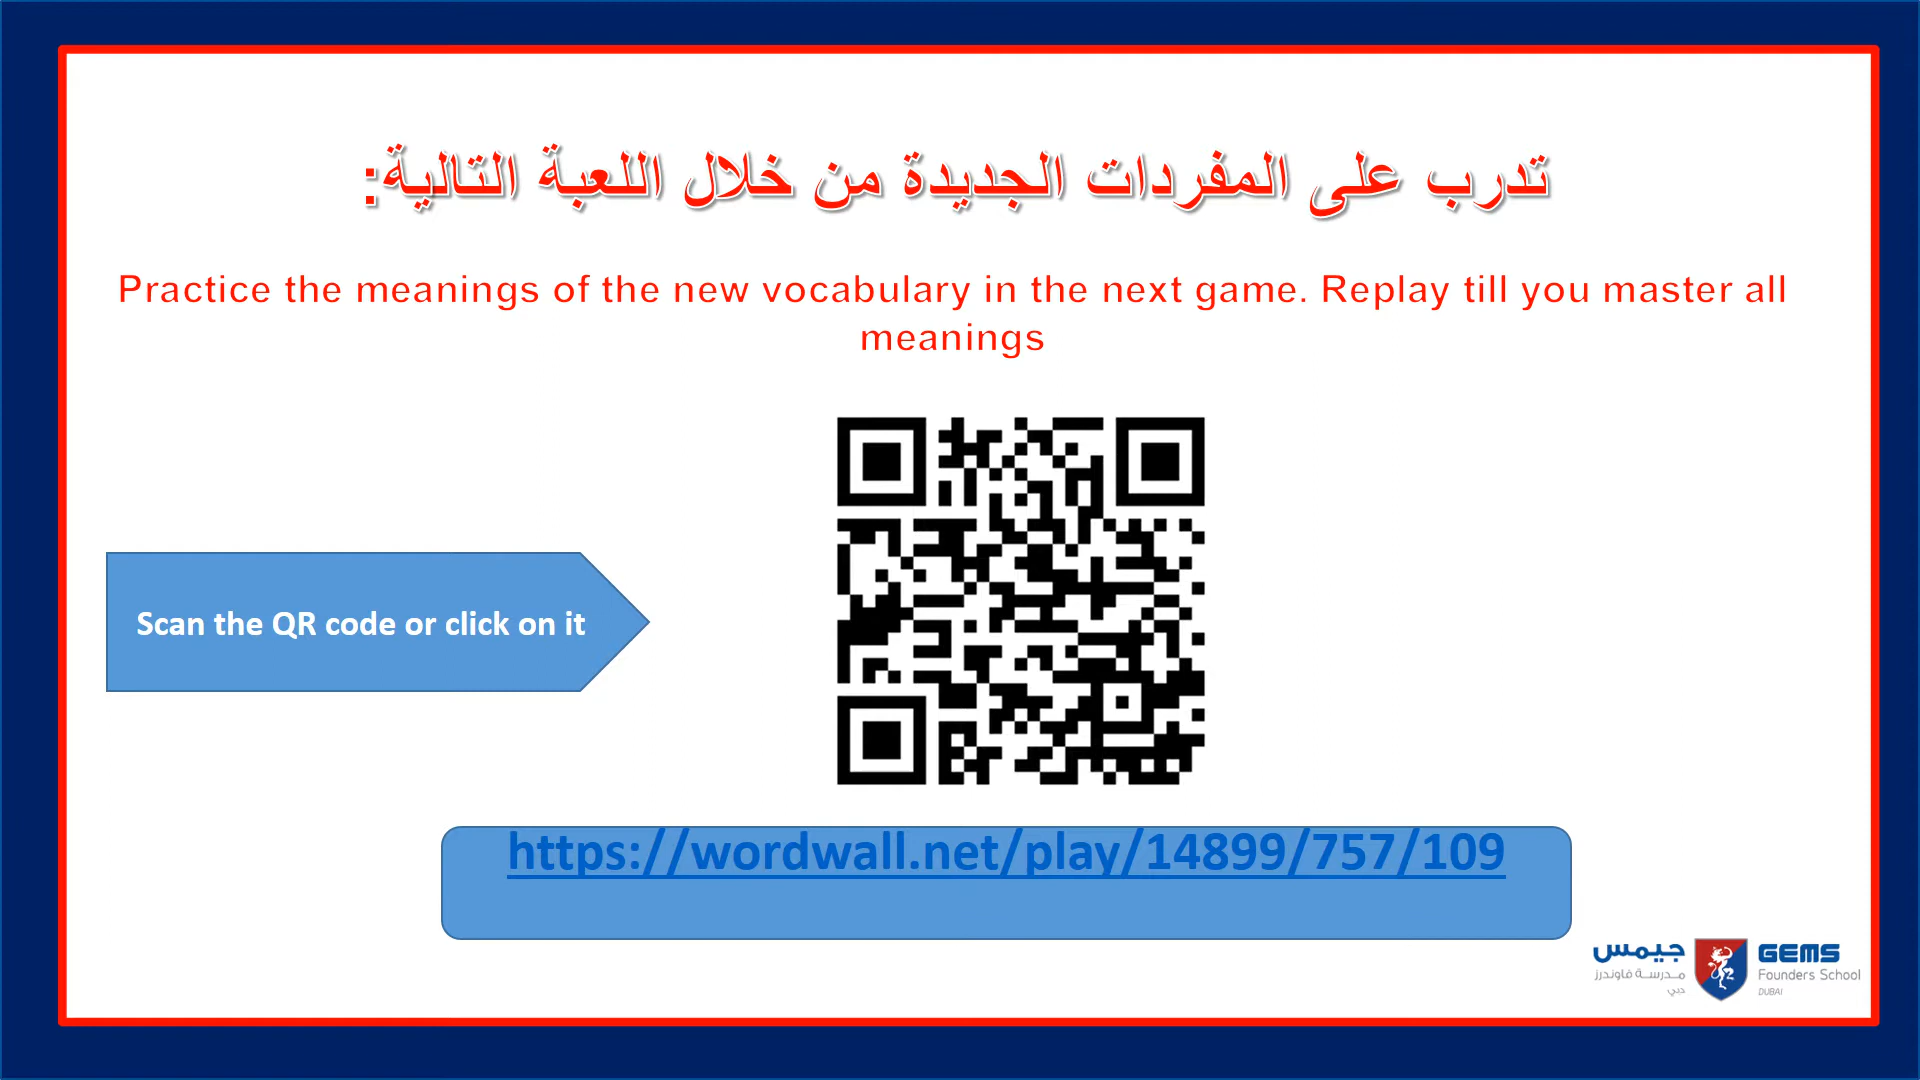 تدرب على المفردات الجديدة من خلال اللعبة التالية:
Practice the meanings of the new vocabulary in the next game. Replay till you master all
meanings
Scan the QR code or click on it
https://wordwall.net/play/14899/757/109
جيمس
مدرسة فاوندرز
دبي
GEMS
Founders School
DUBAI